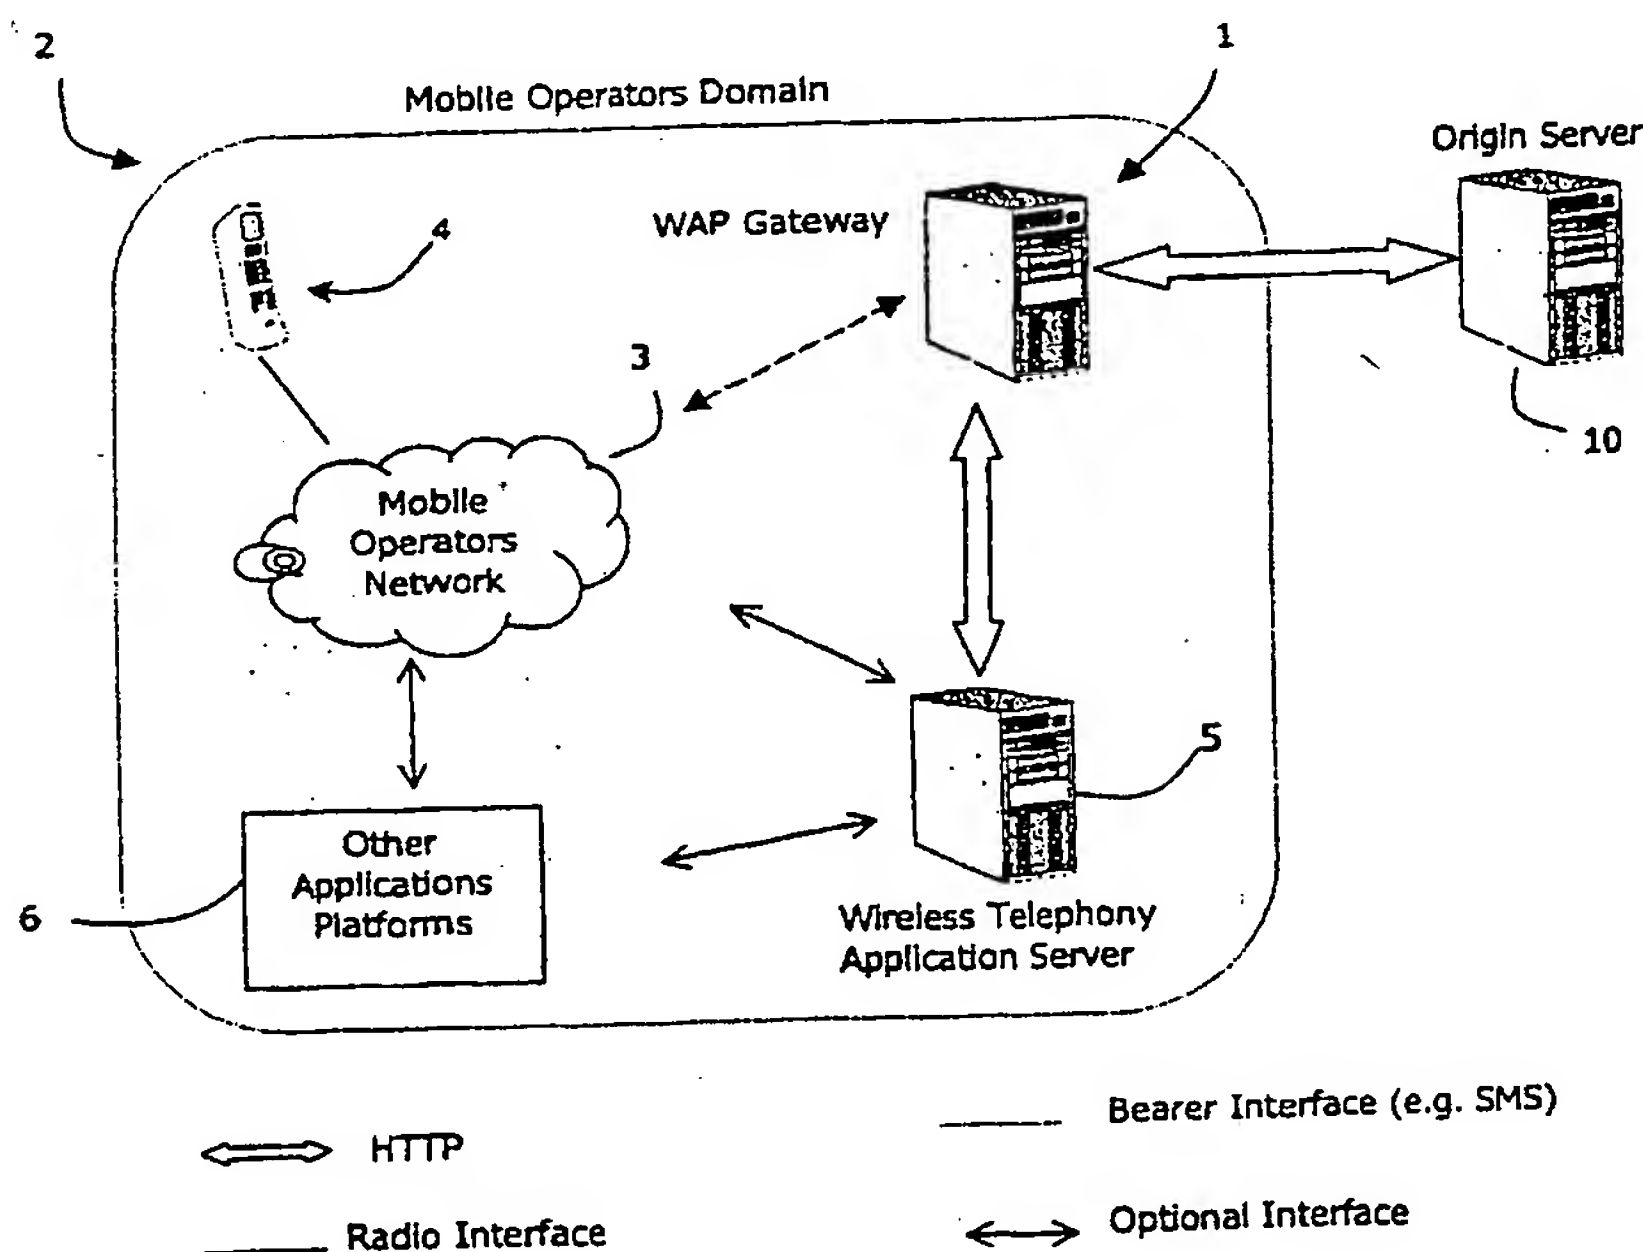 2
1
Mobile Operators Domain
Origin Server
WAP Gateway
4
3
10
Mobile
Operators
Network
5
Other
Applications
Platforms
6
Wireless Telephony
Application Server
Bearer Interface (e.g. SMS)
HTTP
Optional Interface
Radio Interface